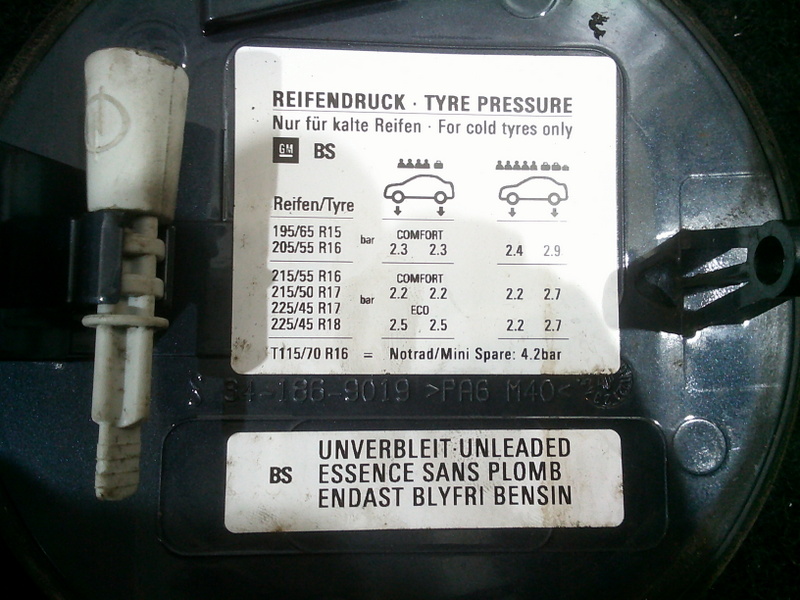 REIFENDRUCK · TYRE PRESSURE
Nur für kalte Reifen · For cold tyres only
GM BS
Reifen/Tyre
195/65 R15 bar COMFORT
205/55 R16 2.3 2.3 2.4 2.9
215/55 R16 COMFORT
215/50 R17 bar 2.2 2.2 2.2 2.7
225/45 R17 ECO
225/45 R18 2.5 2.5 2.2 2.7
T115/70 R16 = Notrad/Mini Spare: 4.2bar
34-186-9019 >PA6 M40<
BS UNVERBLEIT·UNLEADED
ESSENCE SANS PLOMB
ENDAST BLYFRI BENSIN